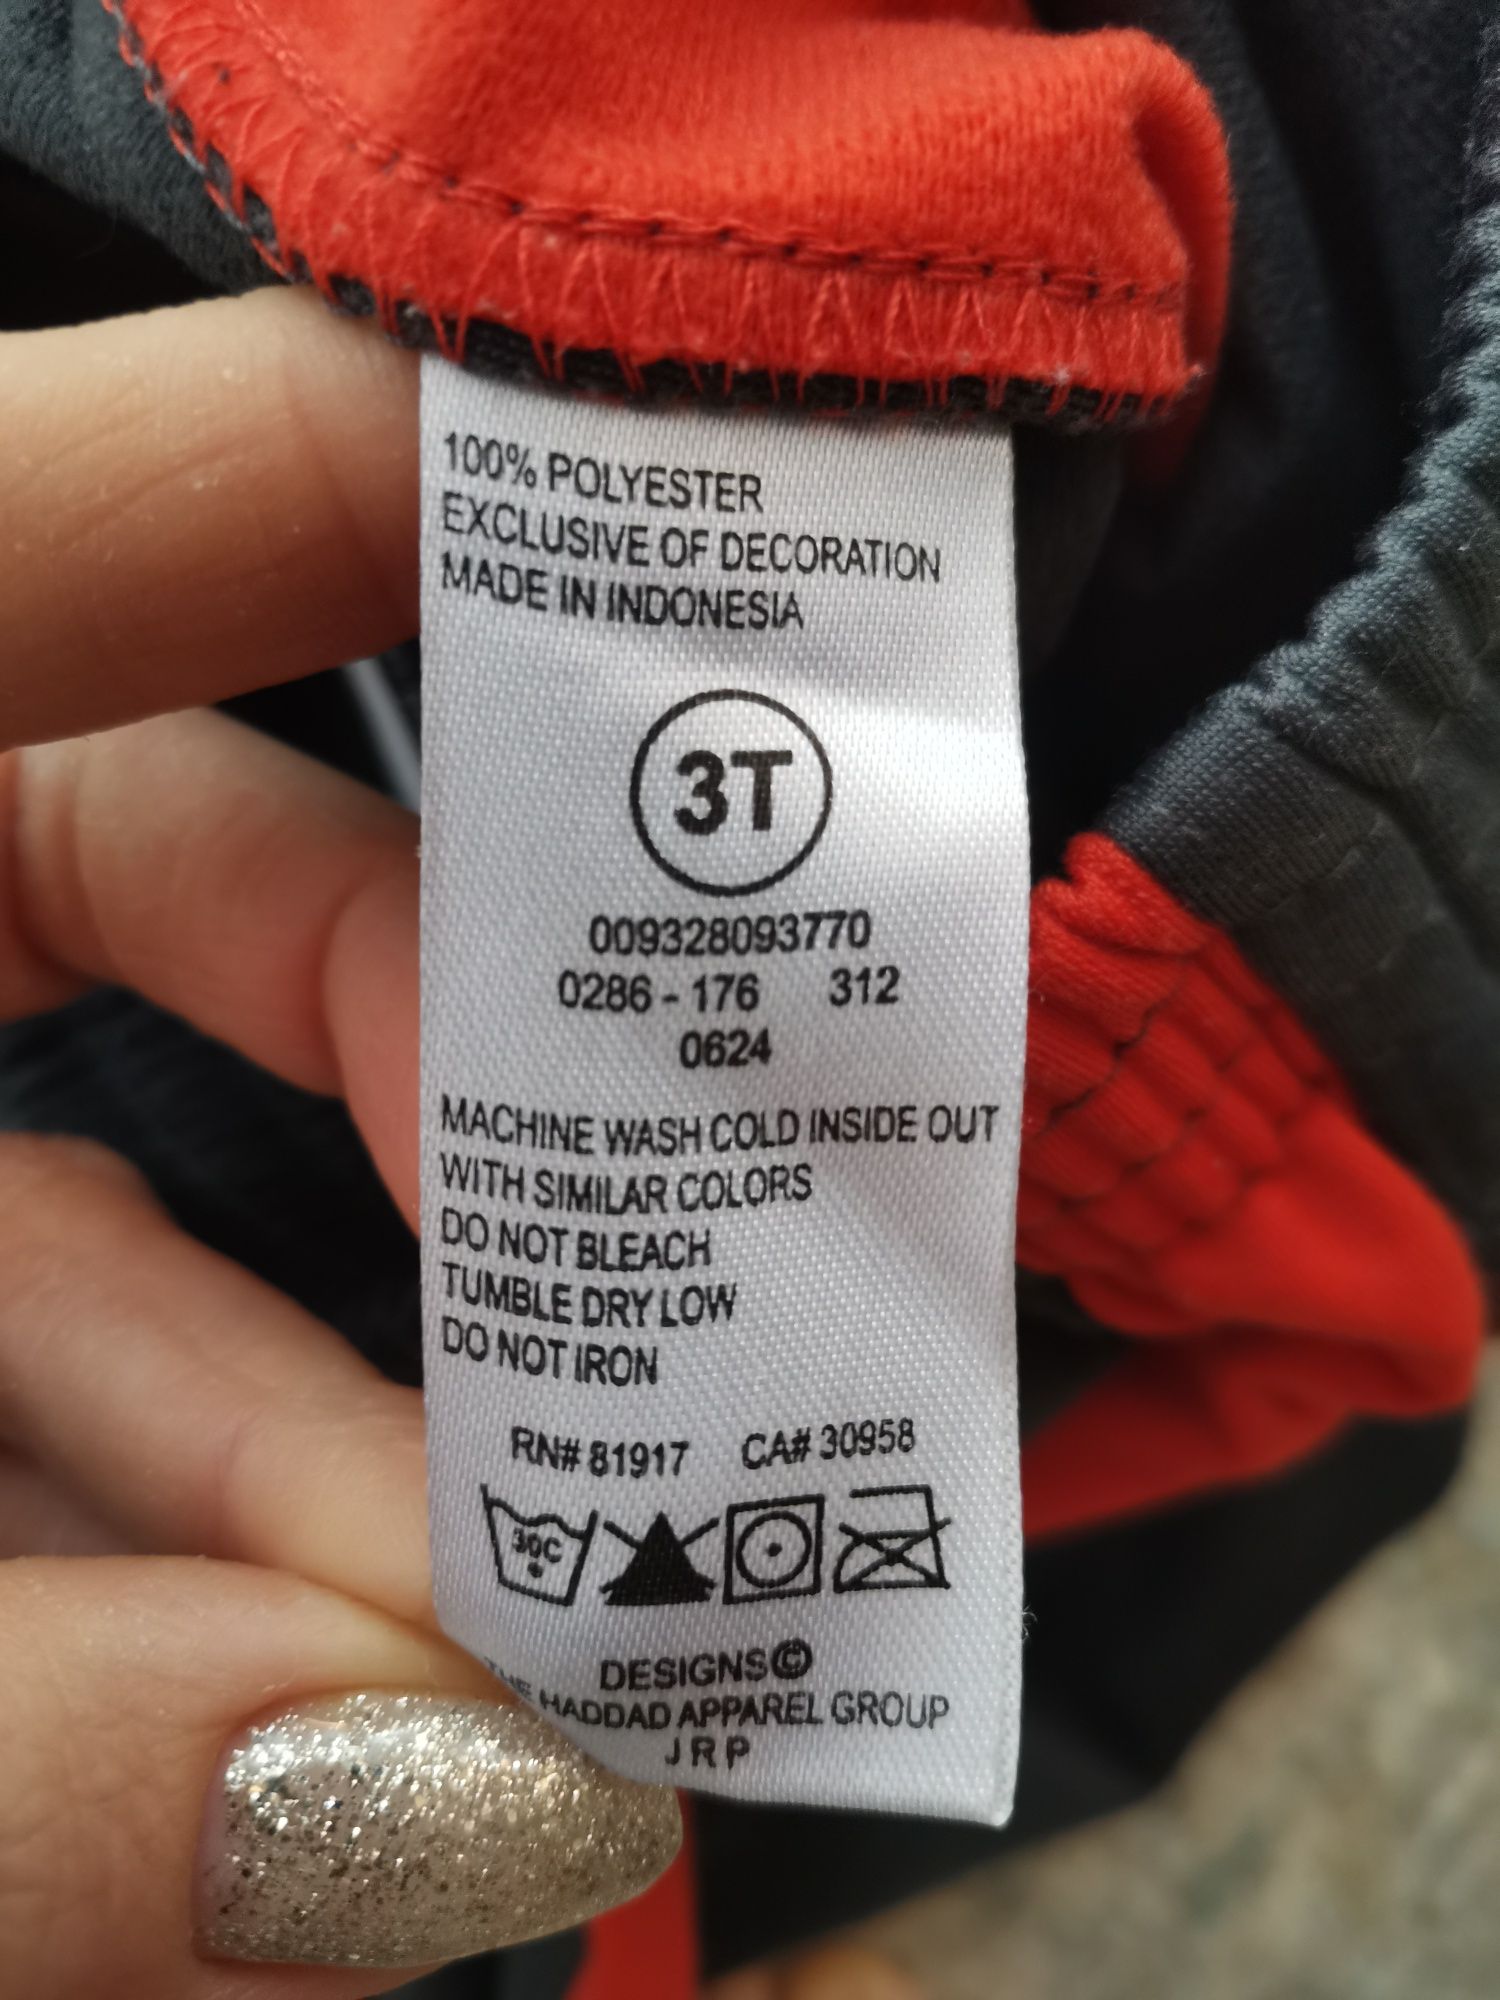 100% POLYESTER
EXCLUSIVE OF DECORATION
MADE IN INDONESIA
3T
009328093770
0286 - 176 312
0624
MACHINE WASH COLD INSIDE OUT
WITH SIMILAR COLORS
DO NOT BLEACH
TUMBLE DRY LOW
DO NOT IRON
RN# 81917 CA# 30958
30C
DESIGNS©
THE HADDAD APPAREL GROUP
J R P